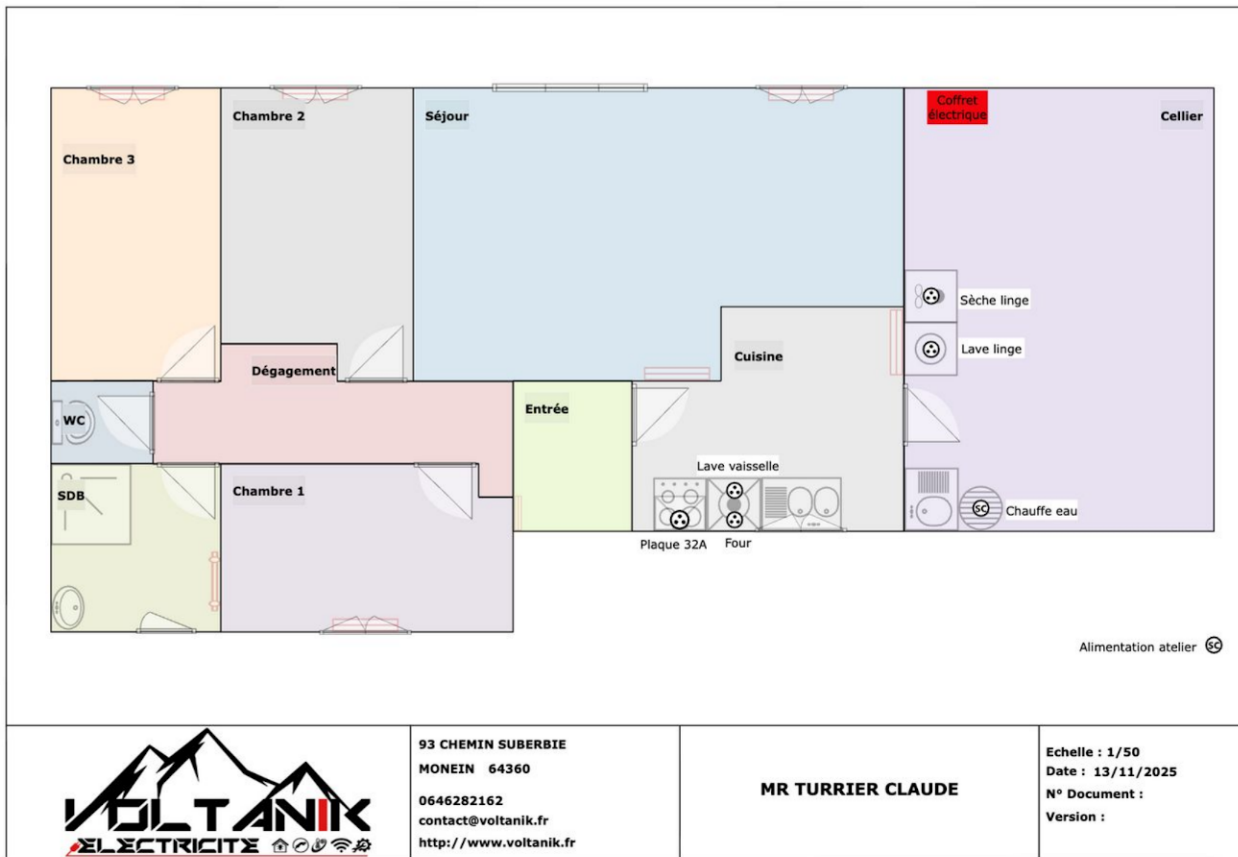 Coffret
électrique
Cellier
Chambre 2
Séjour
Chambre 3
Sèche linge
Lave linge
Cuisine
Dégagement
Entrée
WC
Lave vaisselle
SDB
Chambre 1
SC
Chauffe eau
Plaque 32A
Four
Alimentation atelier SC
VOLTANIK
ELECTRICITE
93 CHEMIN SUBERBIE
MONEIN 64360
0646282162
contact@voltanik.fr
http://www.voltanik.fr
MR TURRIER CLAUDE
Echelle : 1/50
Date : 13/11/2025
N° Document :
Version :